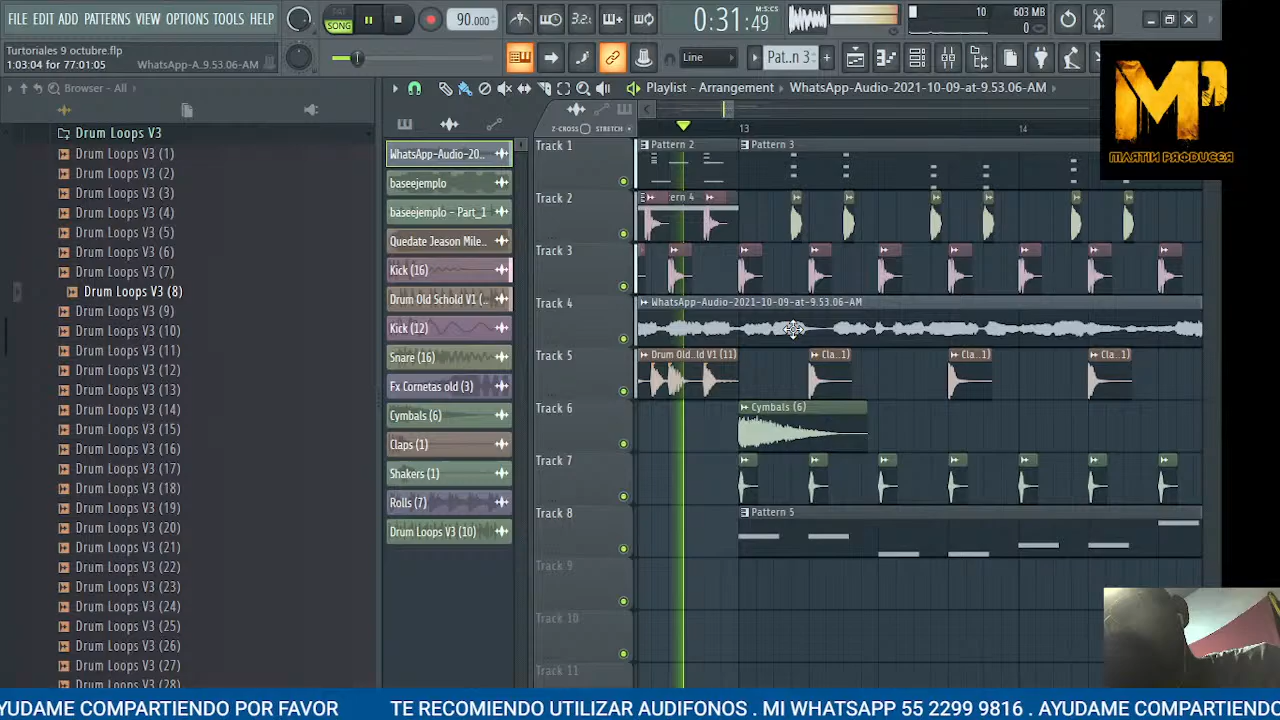 FILE EDIT ADD PATTERNS VIEW OPTIONS TOOLS HELP
PAT
SONG
90.000
3.2
0:31:49
M:S:CS
10
603 MB
0
Turtoriales 9 octubre.flp
1:03:04 for 77:01:05
WhatsApp-A_9.53.06-AM
Line
Pat..n 3
Browser - All
Playlist - Arrangement
WhatsApp-Audio-2021-10-09-at-9.53.06-AM
MARTIN PRODUCER
Z-CROSS
STRETCH
13
14
Drum Loops V3
Drum Loops V3 (1)
Drum Loops V3 (2)
Drum Loops V3 (3)
Drum Loops V3 (4)
Drum Loops V3 (5)
Drum Loops V3 (6)
Drum Loops V3 (7)
Drum Loops V3 (8)
Drum Loops V3 (9)
Drum Loops V3 (10)
Drum Loops V3 (11)
Drum Loops V3 (12)
Drum Loops V3 (13)
Drum Loops V3 (14)
Drum Loops V3 (15)
Drum Loops V3 (16)
Drum Loops V3 (17)
Drum Loops V3 (18)
Drum Loops V3 (19)
Drum Loops V3 (20)
Drum Loops V3 (21)
Drum Loops V3 (22)
Drum Loops V3 (23)
Drum Loops V3 (24)
Drum Loops V3 (25)
Drum Loops V3 (26)
Drum Loops V3 (27)
Drum Loops V3 (28)
WhatsApp-Audio-20..
baseejemplo
baseejemplo - Part_1
Quedate Jeason Mile..
Kick (16)
Drum Old Schold V1 (..
Kick (12)
Snare (16)
Fx Cornetas old (3)
Cymbals (6)
Claps (1)
Shakers (1)
Rolls (7)
Drum Loops V3 (10)
Track 1
Pattern 2
Pattern 3
Track 2
ern 4
Track 3
Track 4
WhatsApp-Audio-2021-10-09-at-9.53.06-AM
Track 5
Drum Old..ld V1 (11)
Cla..1)
Cla..1)
Cla..1)
Track 6
Cymbals (6)
Track 7
Track 8
Pattern 5
Track 9
Track 10
Track 11
AYUDAME COMPARTIENDO POR FAVOR TE RECOMIENDO UTILIZAR AUDIFONOS . MI WHATSAPP 55 2299 9816 . AYUDAME COMPARTIENDO